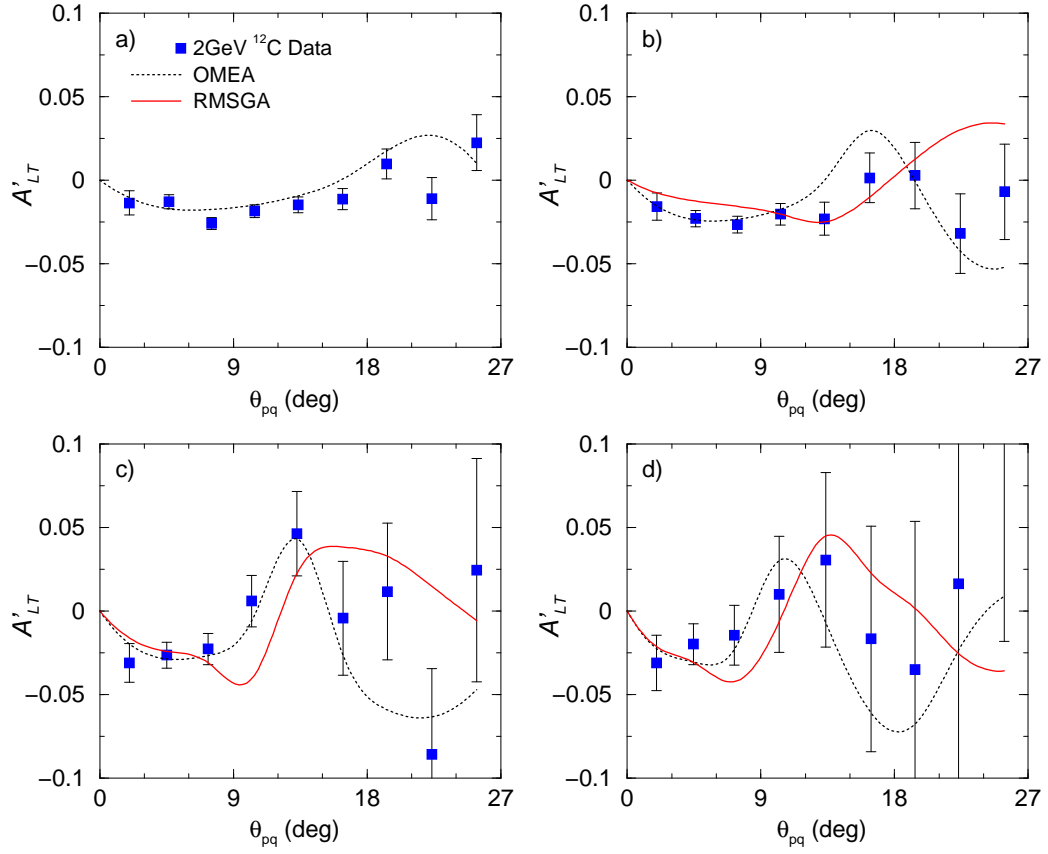 0.1
a)
2GeV ¹²C Data
OMEA
RMSGA
0.05
0
−0.05
−0.1
A'LT
0 9 18 27
θpq (deg)
0.1
b)
0.05
0
−0.05
−0.1
A'LT
0 9 18 27
θpq (deg)
0.1
c)
0.05
0
−0.05
−0.1
A'LT
0 9 18 27
θpq (deg)
0.1
d)
0.05
0
−0.05
−0.1
A'LT
0 9 18 27
θpq (deg)